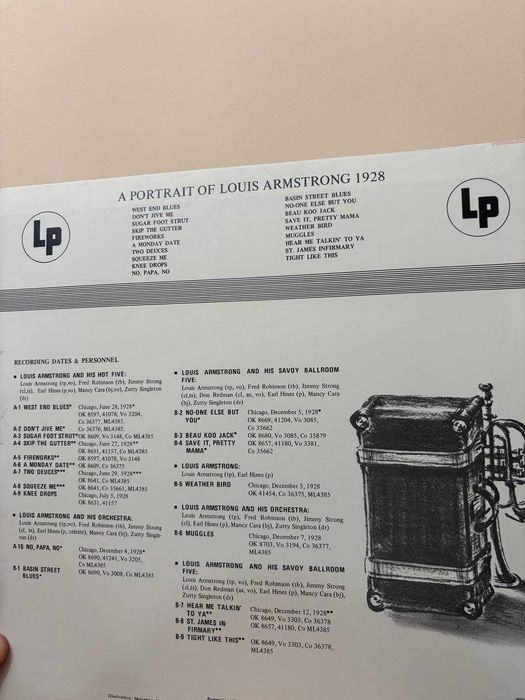 A PORTRAIT OF LOUIS ARMSTRONG 1928
Lp
WEST END BLUES
DON'T JIVE ME
SUGAR FOOT STRUT
SKIP THE GUTTER
FIREWORKS
A MONDAY DATE
TWO DEUCES
SQUEEZE ME
KNEE DROPS
NO, PAPA, NO
BASIN STREET BLUES
NO-ONE ELSE BUT YOU
BEAU KOO JACK
SAVE IT, PRETTY MAMA
WEATHER BIRD
MUGGLES
HEAR ME TALKIN' TO YA
ST. JAMES INFIRMARY
TIGHT LIKE THIS
Lp
RECORDING DATES & PERSONNEL
LOUIS ARMSTRONG AND HIS HOT FIVE:
Louis Armstrong (tp,vo), Fred Robinson (tb), Jimmy Strong
(cl,ts), Earl Hines (p,vo), Mancy Cara (bj,vo), Zutty Singleton
(dr)
A-1 WEST END BLUES* Chicago, June 28, 1928*
OK 8597, 41078, Vo 3204,
Co 36377, ML4385.
A-2 DON'T JIVE ME* Co 36376, ML4385.
A-3 SUGAR FOOT STRUT* OK 8609, Vo 3148, Co ML4385.
A-4 SKIP THE GUTTER** Chicago, June 27, 1928**
OK 8631, 41157, Co ML4385
A-5 FIREWORKS** OK 8597, 41078, Vo 3148
A-6 A MONDAY DATE** OK 8609, Co 36375
A-7 TWO DEUCES*** Chicago, June 29, 1928***
OK 8641, Co ML4385
A-8 SQUEEZE ME*** OK 8641, Co 35661, ML4385
A-9 KNEE DROPS Chicago, July 5, 1928
OK 8631, 41157
LOUIS ARMSTRONG AND HIS ORCHESTRA:
Louis Armstrong (tp,vo), Fred Robinson (tb), Jimmy Strong
(cl, ts), Earl Hines (p, celeste), Mancy Cara (bj), Zutty Single-
ton (dr)
A-10 NO, PAPA, NO* Chicago, December 4, 1928*
OK 8690, 41241, Vo 3205,
Co ML4385
B-1 BASIN STREET OK 8690, Vo 3008, Co ML4385
BLUES*
LOUIS ARMSTRONG AND HIS SAVOY BALLROOM
FIVE:
Louis Armstrong (tp,vo), Fred Robinson (tb), Jimmy Strong
(cl,ts), Don Redman (cl, as, vo), Earl Hines (p), Mancy Cara
(bj), Zutty Singleton (dr)
B-2 NO-ONE ELSE BUT Chicago, December 5, 1928*
YOU* OK 8669, 41204, Vo 3085,
Co 35662
B-3 BEAU KOO JACK* OK 8680, Vo 3085, Co 35879
B-4 SAVE IT, PRETTY OK 8657, 41180, Vo 3381,
MAMA* Co 35662
LOUIS ARMSTRONG:
Louis Armstrong (tp), Earl Hines (p)
B-5 WEATHER BIRD Chicago, December 5, 1928
OK 41454, Co 36375, ML4385
LOUIS ARMSTRONG AND HIS ORCHESTRA:
Louis Armstrong (tp), Fred Robinson (tb), Jimmy Strong
(cl), Earl Hines (p), Mancy Cara (bj), Zutty Singleton (dr)
B-6 MUGGLES Chicago, December 7, 1928
OK 8703, Vo 3194, Co 36377,
ML4385
LOUIS ARMSTRONG AND HIS SAVOY BALLROOM
FIVE:
Louis Armstrong (tp, vo), Fred Robinson (tb), Jimmy Strong
(cl,ts), Don Redman (as, vo), Earl Hines (p), Mancy Cara (bj),
Zutty Singleton (dr)
B-7 HEAR ME TALKIN' Chicago, December 12, 1928**
TO YA** OK 8649, Vo 3303, Co 36378
B-8 ST. JAMES IN- OK 8657, 41180, Co ML4385
FIRMARY**
B-9 TIGHT LIKE THIS** OK 8649, Vo 3303, Co 36378,
ML4385